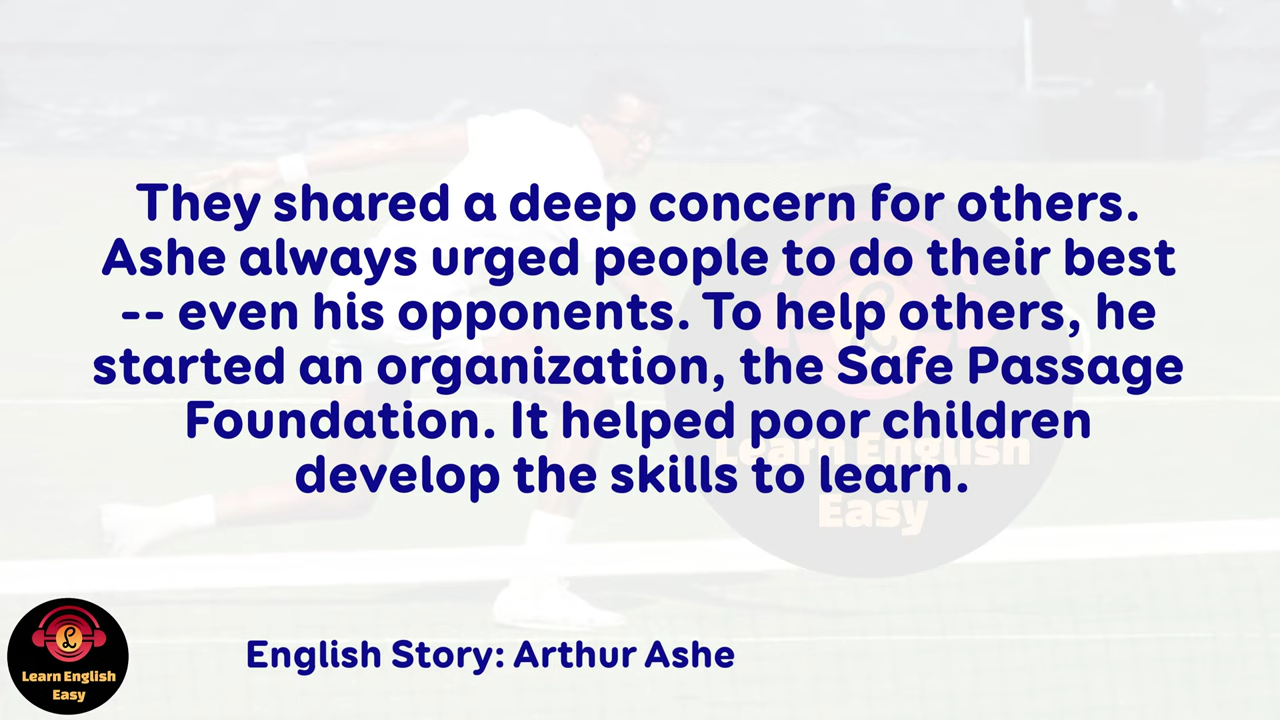 They shared a deep concern for others.
Ashe always urged people to do their best
-- even his opponents. To help others, he
started an organization, the Safe Passage
Foundation. It helped poor children
develop the skills to learn.
Learn English
Easy
English Story: Arthur Ashe
Learn English
Easy